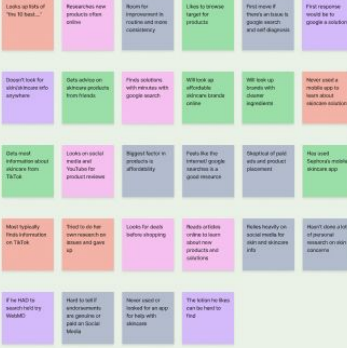 Looks up lists of
"the 10 best..."
Researches new
products often
online
Room for
improvement in
routine and more
consistency
Likes to browse
target for
products
First move if
there's an issue is
google search
and self diagnosis
First response
would be to
google a solution
Doesn't look for
skin/skincare info
anywhere
Gets advice on
skincare products
from friends
Finds solutions
with minutes with
google search
Will look up
affordable
skincare brands
online
Will look up
brands with
cleaner
ingredients
Never used a
mobile app to
learn about
skincare solution
Gets most
information about
skincare from
TikTok
Looks on social
media and
YouTube for
product reviews
Biggest factor in
products is
affordability
Feels like the
internet/ google
searches is a
good resource
Skeptical of paid
ads and product
placement
Has used
Sephora's mobile
skincare app
Most typically
finds information
on TikTok
Tried to do her
own research on
issues and gave
up
Looks for deals
before shopping
Reads articles
online to learn
about new
products and
solutions
Relies heavily on
social media for
skin and skincare
info
Hasn't done a lot
of personal
research on skin
concerns
If he HAD to
search he'd try
WebMD
Hard to tell if
endorsements
are genuine or
paid on Social
Media
Never used or
looked for an app
for help with
skincare
The lotion he likes
can be hard to
find